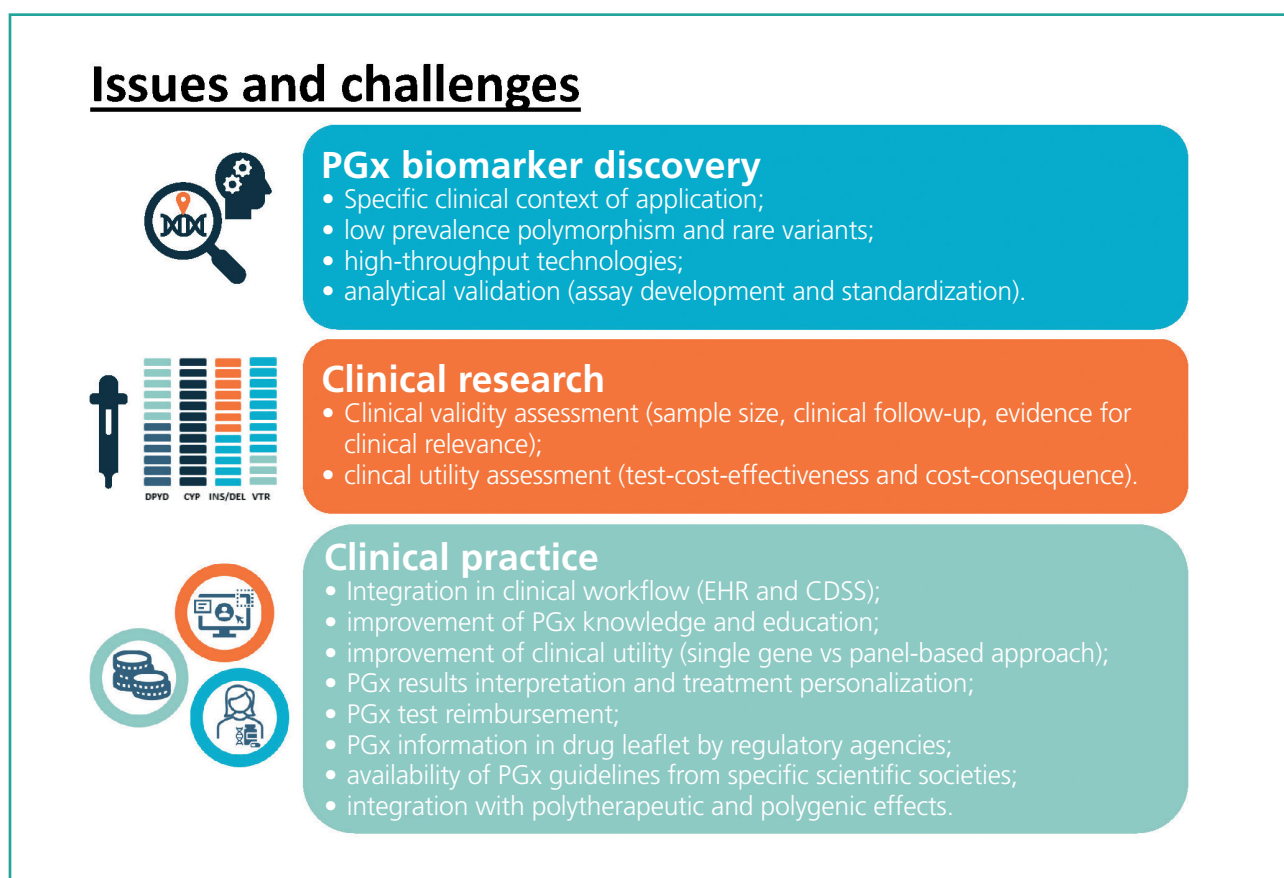 Issues and challenges
PGx biomarker discovery
• Specific clinical context of application;
• low prevalence polymorphism and rare variants;
• high-throughput technologies;
• analytical validation (assay development and standardization).
DPYD CYP INS/DEL VTR
Clinical research
• Clinical validity assessment (sample size, clinical follow-up, evidence for
clinical relevance);
• clincal utility assessment (test-cost-effectiveness and cost-consequence).
Clinical practice
• Integration in clinical workflow (EHR and CDSS);
• improvement of PGx knowledge and education;
• improvement of clinical utility (single gene vs panel-based approach);
• PGx results interpretation and treatment personalization;
• PGx test reimbursement;
• PGx information in drug leaflet by regulatory agencies;
• availability of PGx guidelines from specific scientific societies;
• integration with polytherapeutic and polygenic effects.